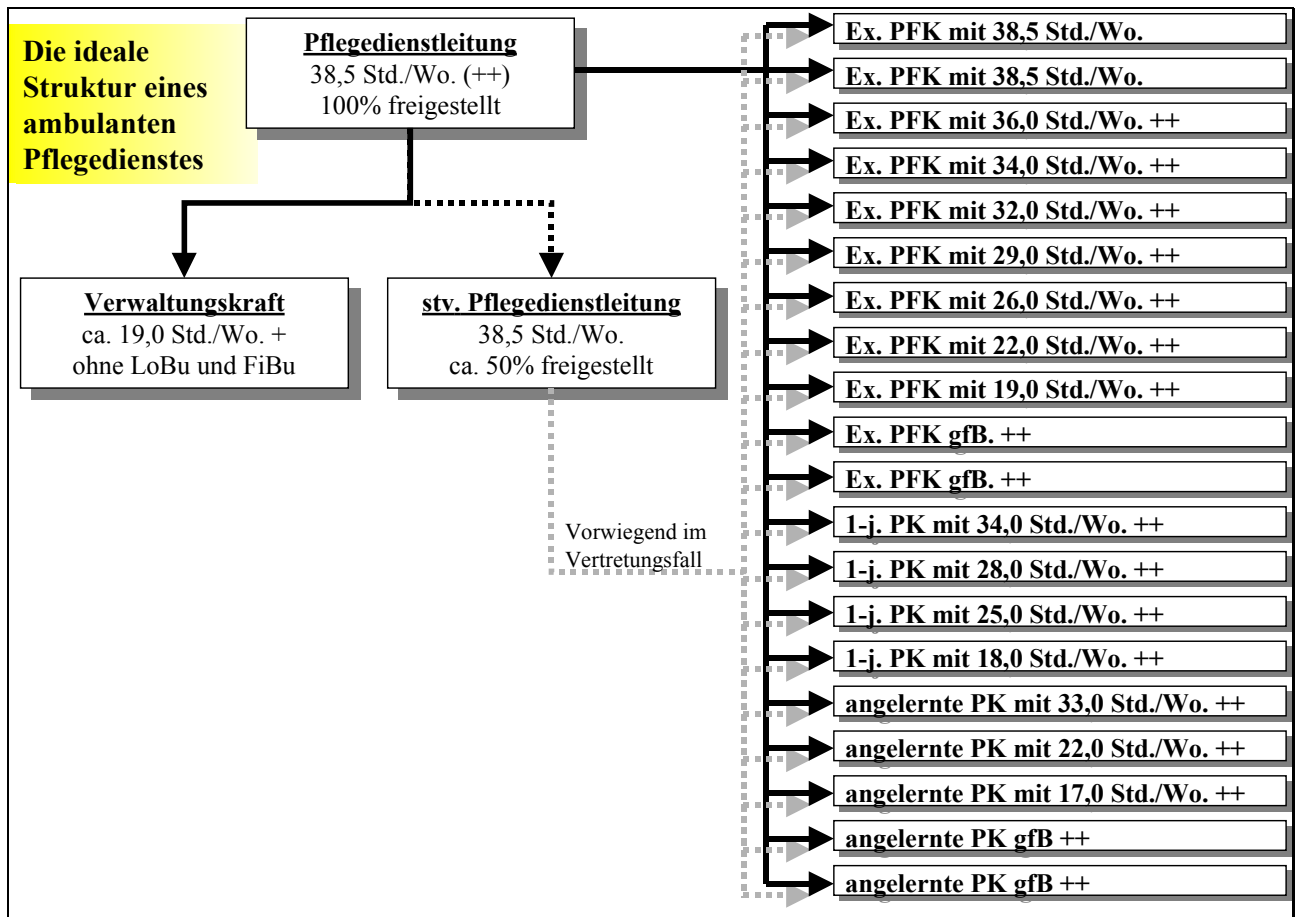 Die ideale
Struktur eines
ambulanten
Pflegedienstes
Pflegedienstleitung
38,5 Std./Wo. (++)
100% freigestellt
Verwaltungskraft
ca. 19,0 Std./Wo. +
ohne LoBu und FiBu
stv. Pflegedienstleitung
38,5 Std./Wo.
ca. 50% freigestellt
Vorwiegend im
Vertretungsfall
Ex. PFK mit 38,5 Std./Wo.
Ex. PFK mit 38,5 Std./Wo.
Ex. PFK mit 36,0 Std./Wo. ++
Ex. PFK mit 34,0 Std./Wo. ++
Ex. PFK mit 32,0 Std./Wo. ++
Ex. PFK mit 29,0 Std./Wo. ++
Ex. PFK mit 26,0 Std./Wo. ++
Ex. PFK mit 22,0 Std./Wo. ++
Ex. PFK mit 19,0 Std./Wo. ++
Ex. PFK gfB. ++
Ex. PFK gfB. ++
1-j. PK mit 34,0 Std./Wo. ++
1-j. PK mit 28,0 Std./Wo. ++
1-j. PK mit 25,0 Std./Wo. ++
1-j. PK mit 18,0 Std./Wo. ++
angelernte PK mit 33,0 Std./Wo. ++
angelernte PK mit 22,0 Std./Wo. ++
angelernte PK mit 17,0 Std./Wo. ++
angelernte PK gfB ++
angelernte PK gfB ++